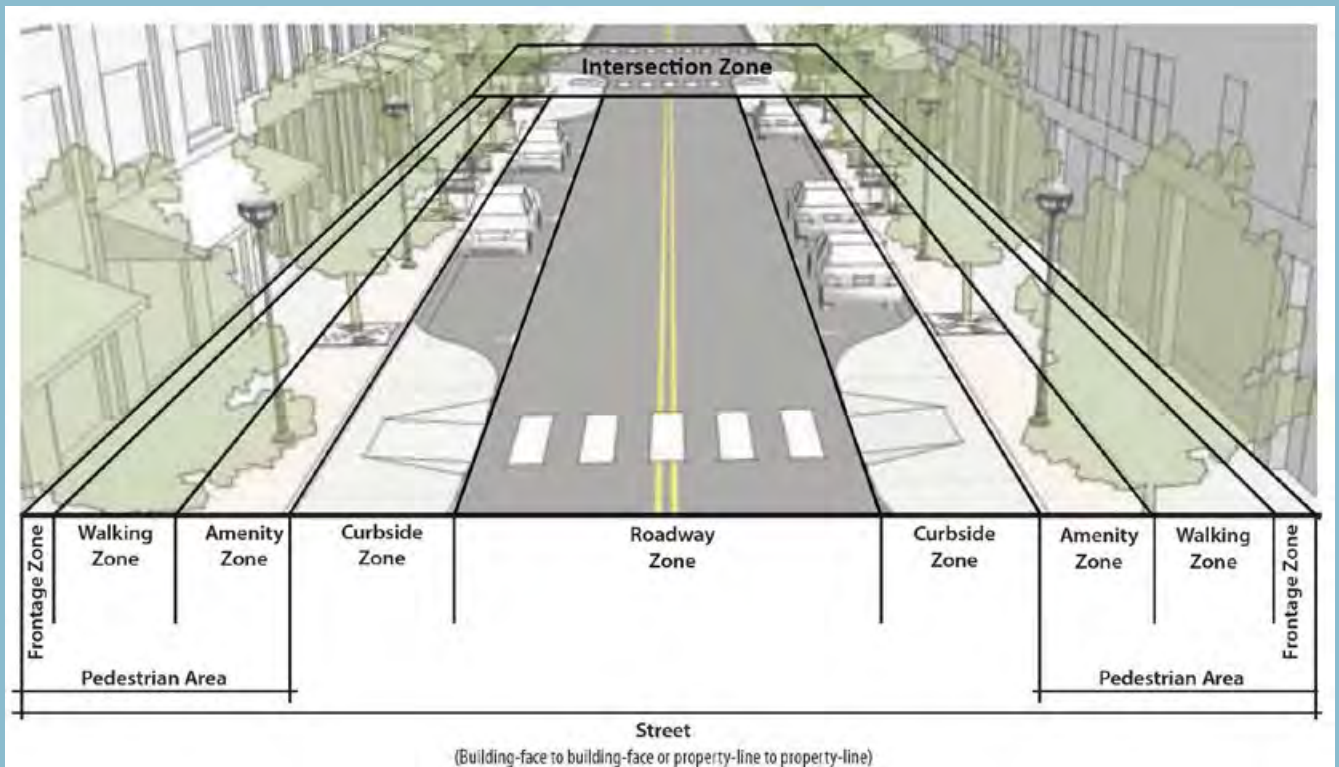 Intersection Zone
Frontage Zone
Walking
Zone
Amenity
Zone
Curbside
Zone
Roadway
Zone
Curbside
Zone
Amenity
Zone
Walking
Zone
Frontage Zone
Pedestrian Area
Pedestrian Area
Street
(Building-face to building-face or property-line to property-line)